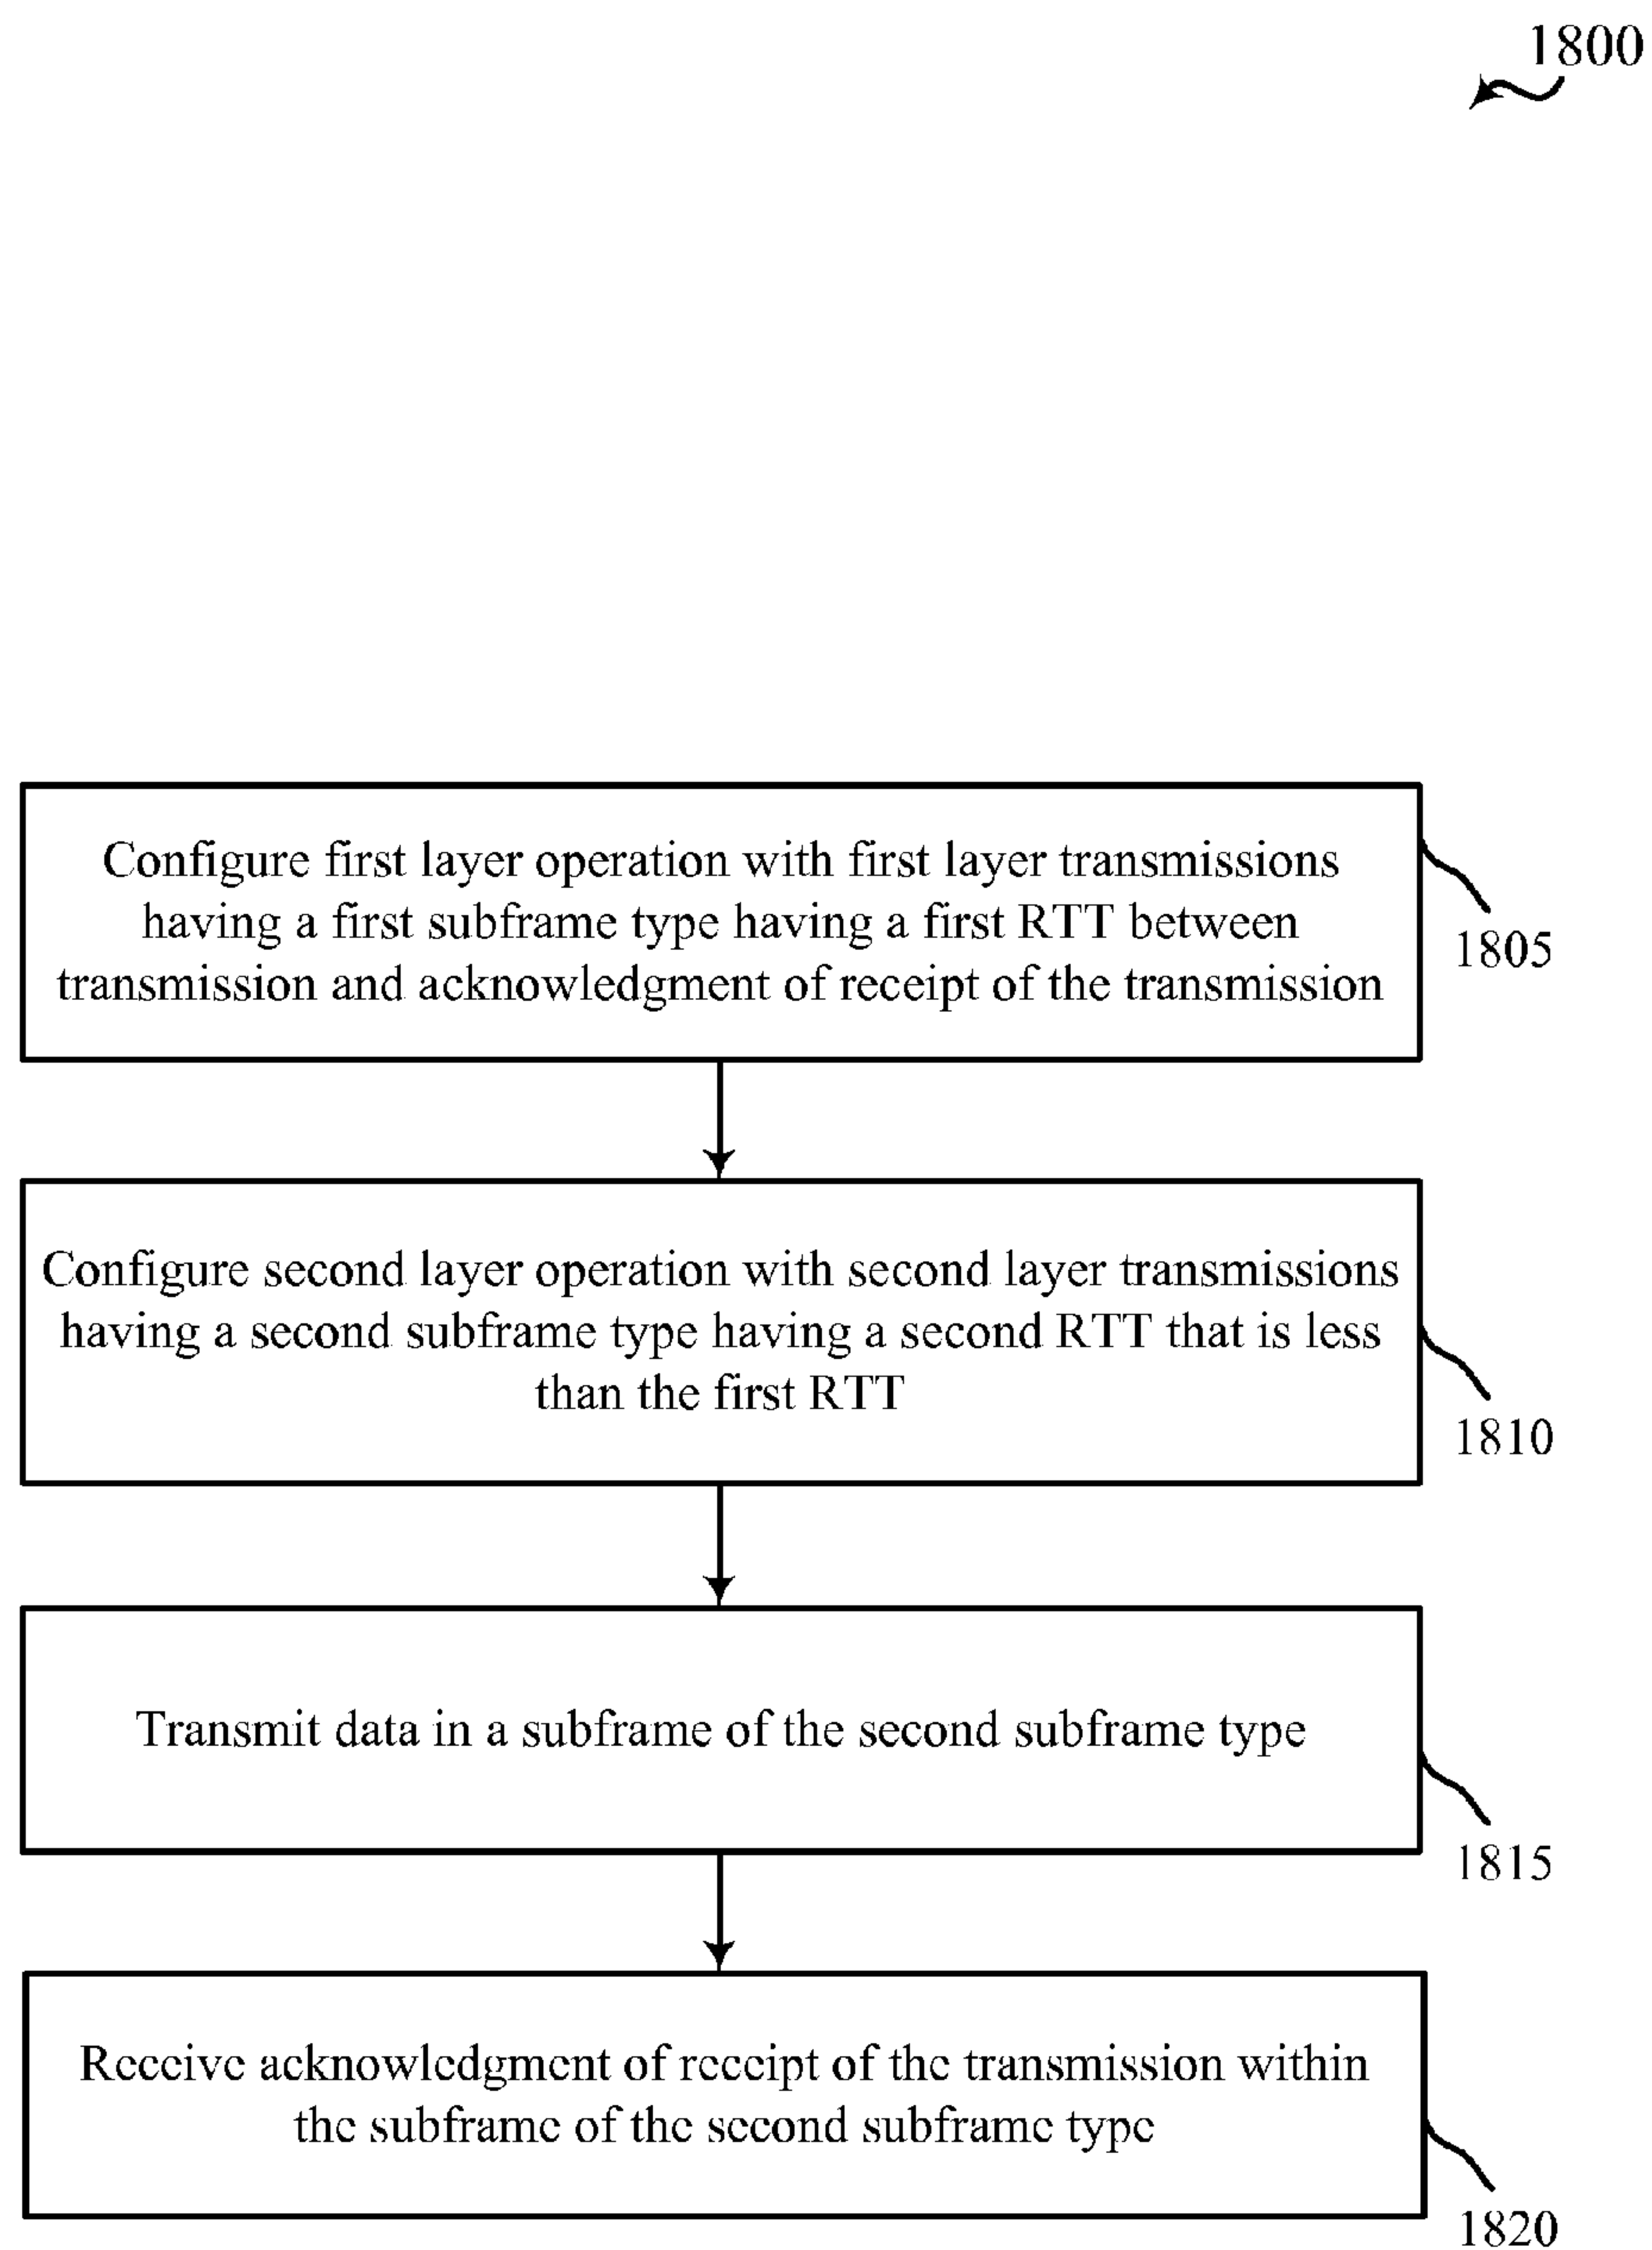 1800
Configure first layer operation with first layer transmissions
having a first subframe type having a first RTT between
transmission and acknowledgment of receipt of the transmission
1805
Configure second layer operation with second layer transmissions
having a second subframe type having a second RTT that is less
than the first RTT
1810
Transmit data in a subframe of the second subframe type
1815
Receive acknowledgment of receipt of the transmission within
the subframe of the second subframe type
1820